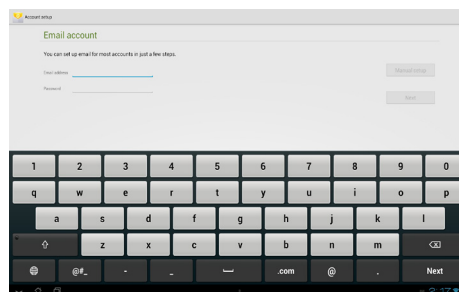 Account setup
Email account
You can set up email for most accounts in just a few steps.
Email address
Password
Manual setup
Next
1 2 3 4 5 6 7 8 9 0
q w e r t y u i o p
a s d f g h j k l
z x c v b n m
@#_ - _ .com @ . Next